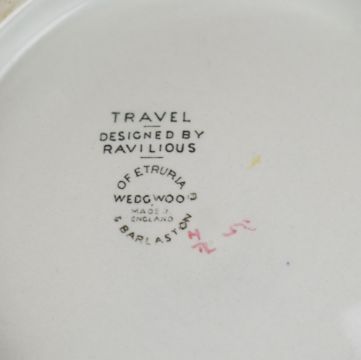 TRAVEL
DESIGNED BY
RAVILIOUS
OF ETRURIA
WEDGWOOD
MADE IN
ENGLAND
& BARLASTON